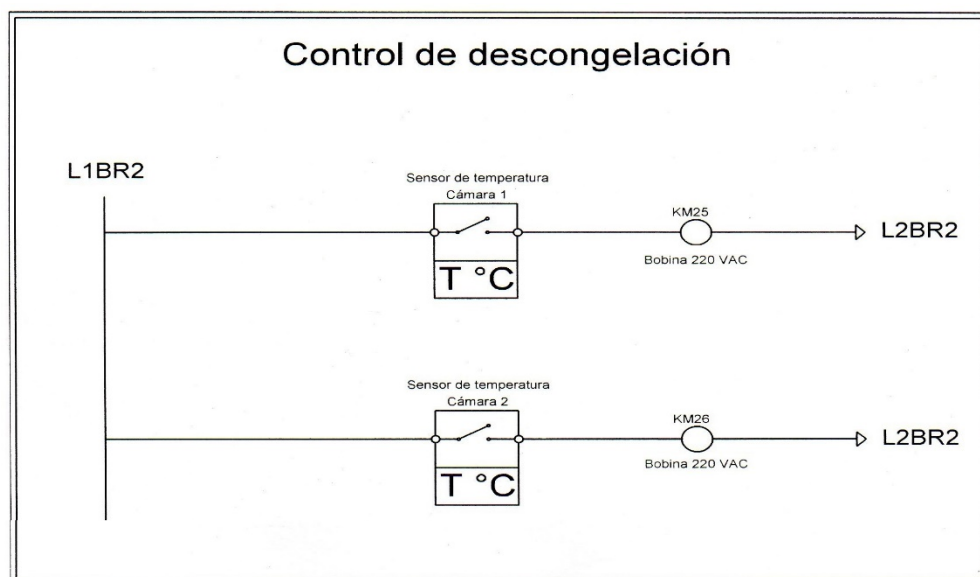 Control de descongelación
L1BR2
Sensor de temperatura
Cámara 1
T °C
KM25
Bobina 220 VAC
L2BR2
Sensor de temperatura
Cámara 2
T °C
KM26
Bobina 220 VAC
L2BR2